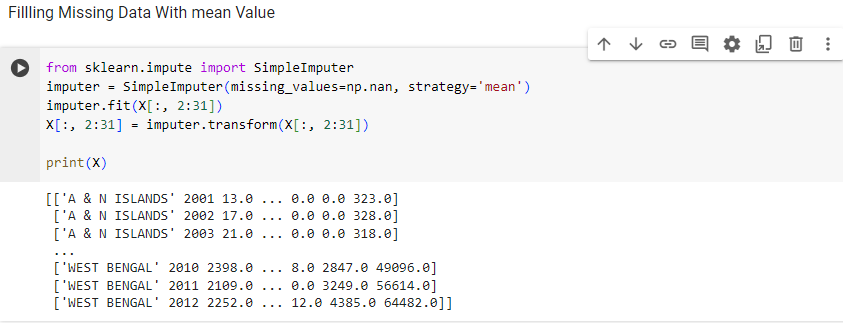 Fillling Missing Data With mean Value
from sklearn.impute import SimpleImputer
imputer = SimpleImputer(missing_values=np.nan, strategy='mean')
imputer.fit(X[:, 2:31])
X[:, 2:31] = imputer.transform(X[:, 2:31])
print(X)
[['A & N ISLANDS' 2001 13.0 ... 0.0 0.0 323.0]
['A & N ISLANDS' 2002 17.0 ... 0.0 0.0 328.0]
['A & N ISLANDS' 2003 21.0 ... 0.0 0.0 318.0]
...
['WEST BENGAL' 2010 2398.0 ... 8.0 2847.0 49096.0]
['WEST BENGAL' 2011 2109.0 ... 0.0 3249.0 56614.0]
['WEST BENGAL' 2012 2252.0 ... 12.0 4385.0 64482.0]]